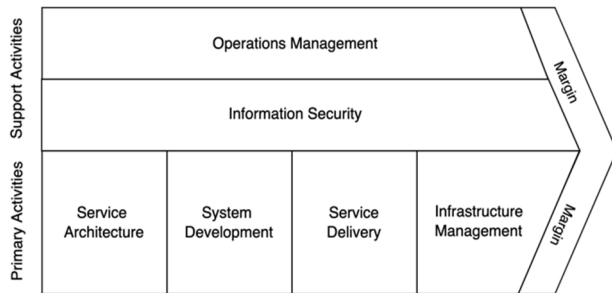 Support Activities
Operations Management
Information Security
Margin
Primary Activities
Service
Architecture
System
Development
Service
Delivery
Infrastructure
Management
Margin